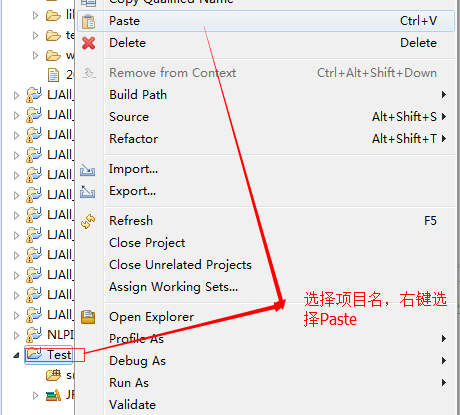 Copy Qualified Name
lil
Paste Ctrl+V
te
Delete Delete
w
2
Remove from Context Ctrl+Alt+Shift+Down
LJAll_
Build Path
LJAll_
Source Alt+Shift+S
LJAll_
Refactor Alt+Shift+T
LJAll_
Import...
LJAll_
Export...
LJAll_
LJAll_
Refresh F5
LJAll_
Close Project
LJAll_
Close Unrelated Projects
LJAll_
Assign Working Sets...
选择项目名，右键选
择Paste
LJAll_
Open Explorer
NLPI
Profile As
Test
Debug As
sr
Run As
JF
Validate